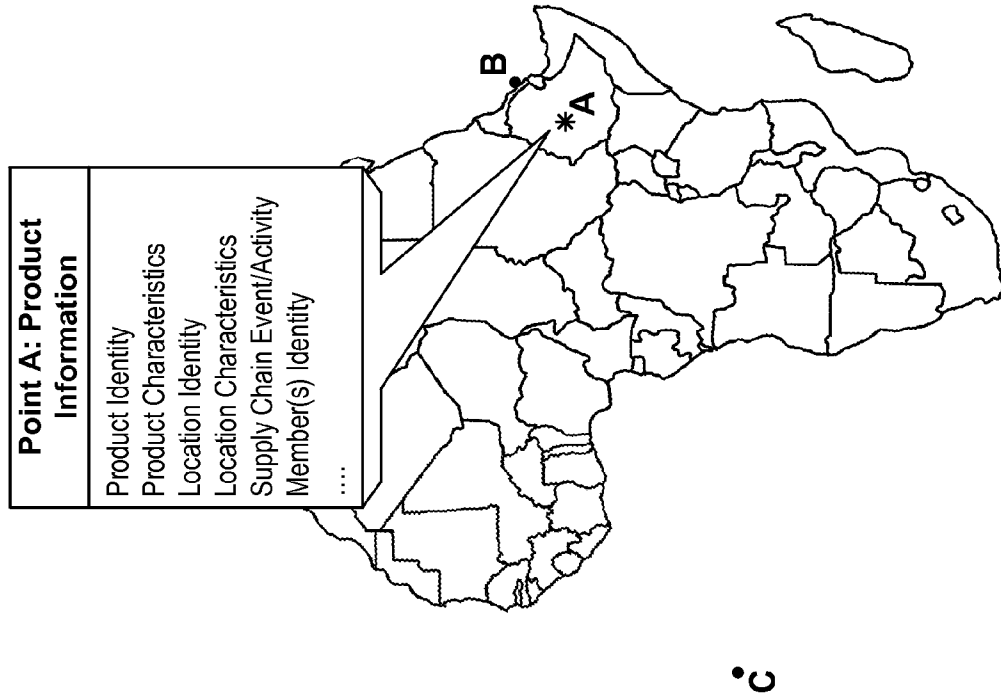 Point A: Product
Information
Product Identity
Product Characteristics
Location Identity
Location Characteristics
Supply Chain Event/Activity
Member(s) Identity
....
A
B
C